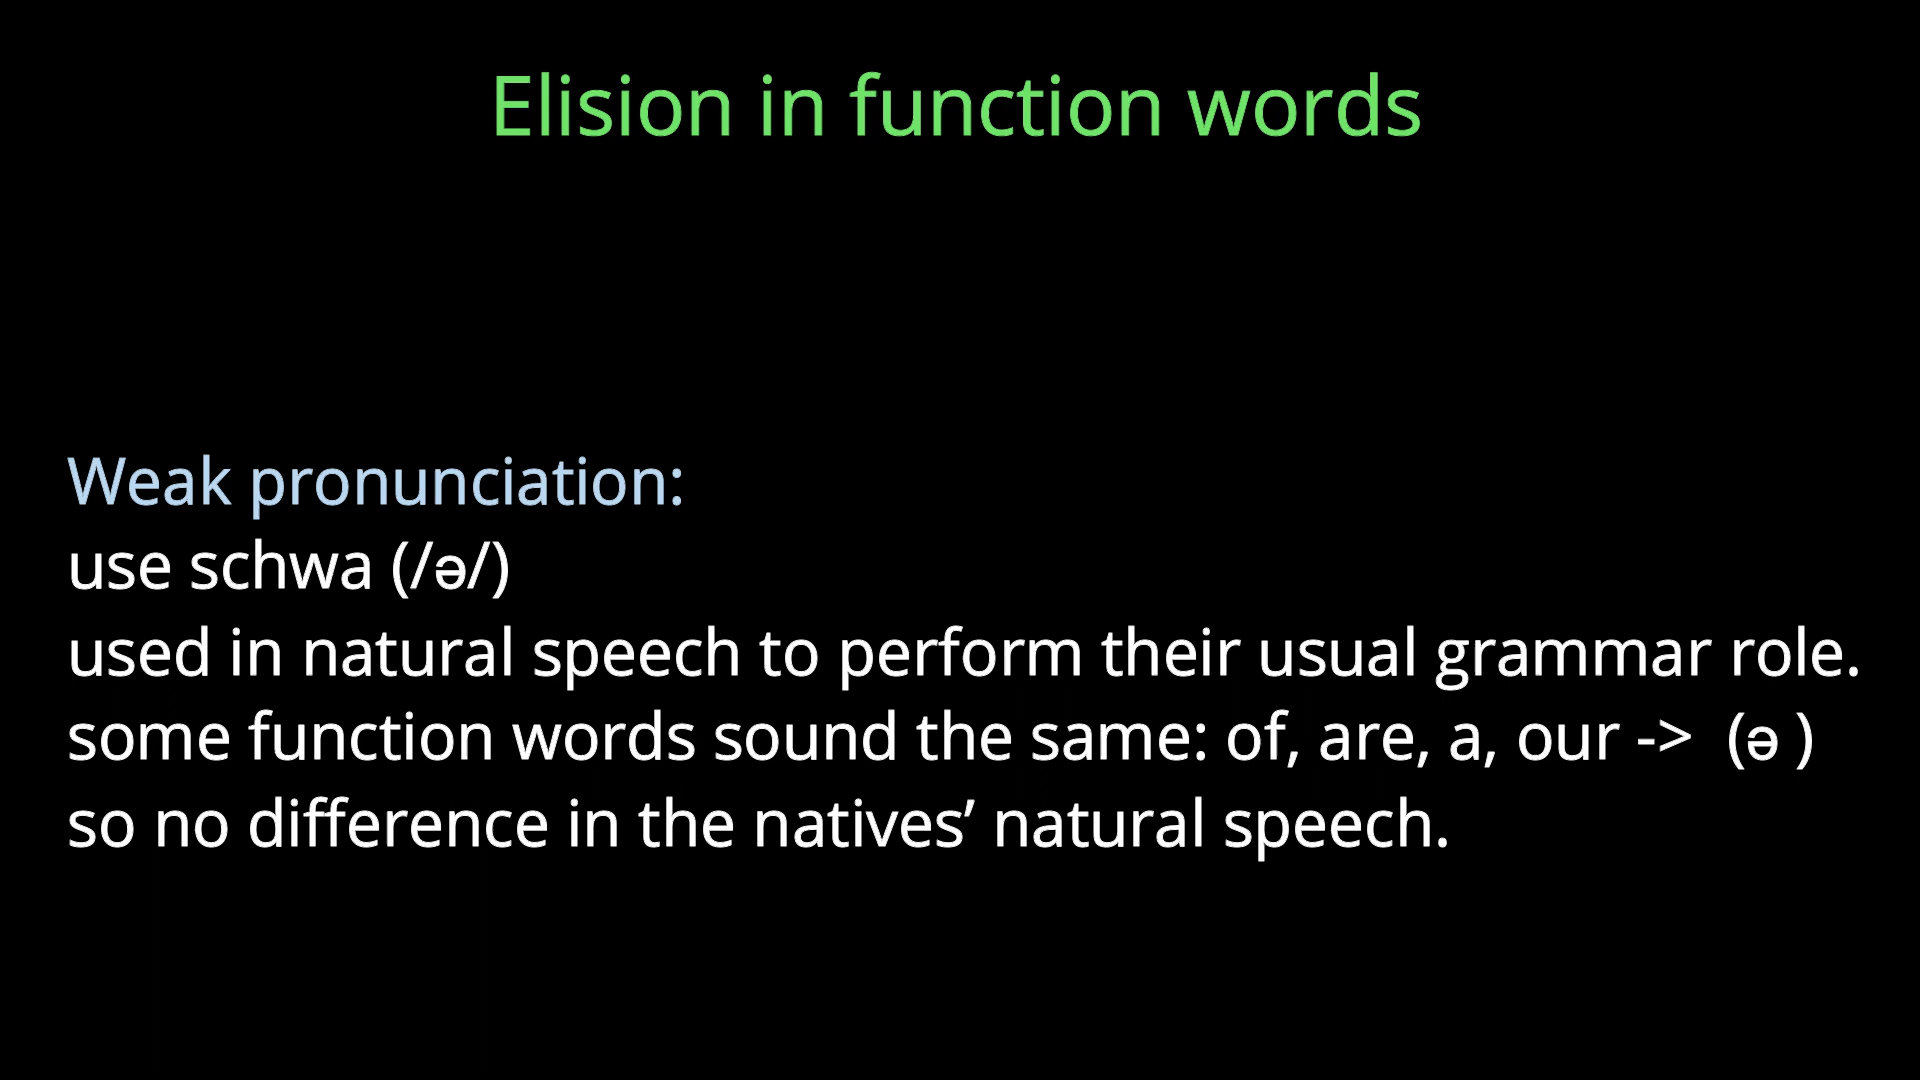 Elision in function words
Weak pronunciation:
use schwa (/ə/)
used in natural speech to perform their usual grammar role.
some function words sound the same: of, are, a, our ->  (ə )
so no difference in the natives’ natural speech.